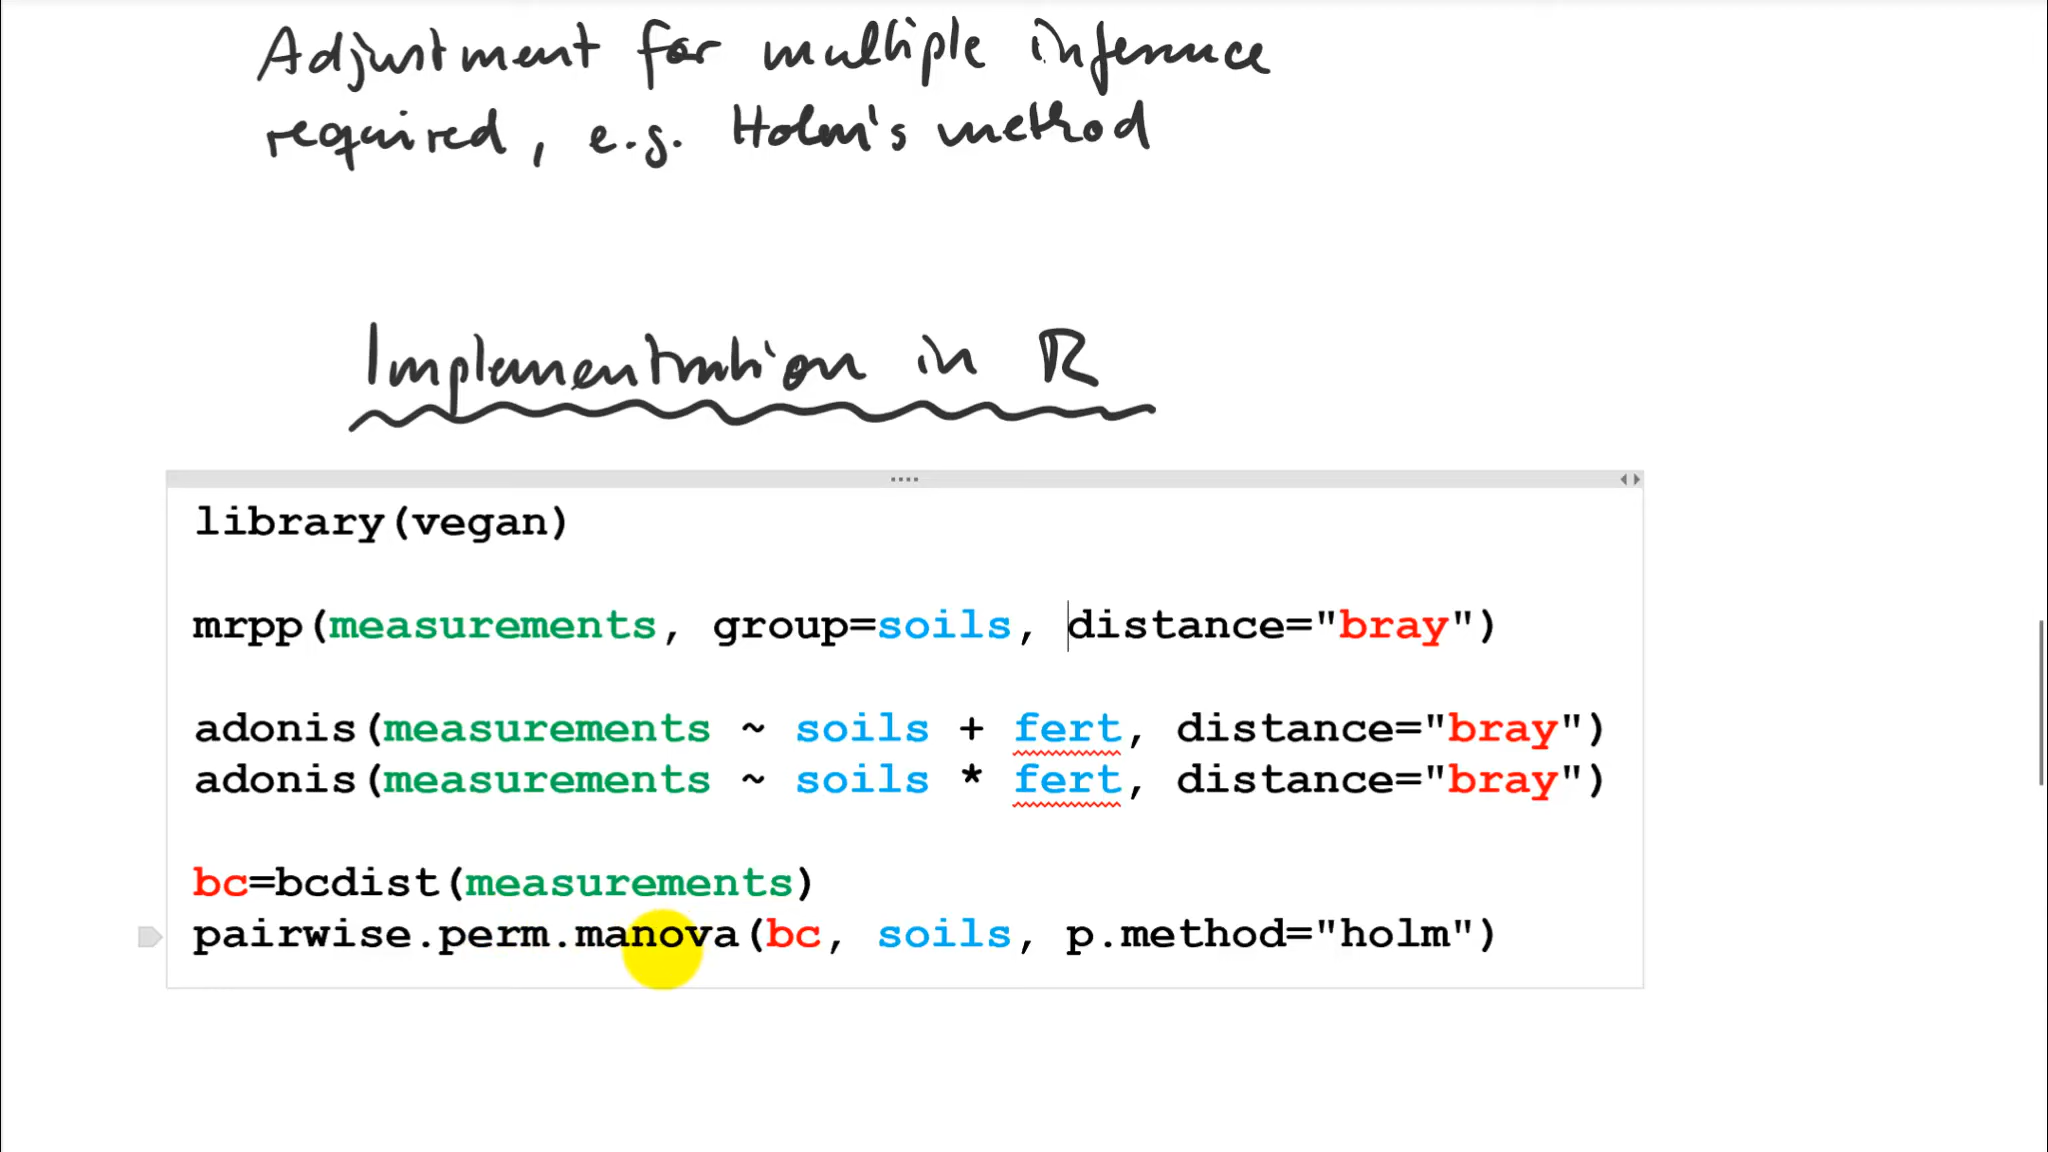 Adjustment for multiple inference
required, e.g. Holm's method
Implementation in R
library(vegan)
mrpp(measurements, group=soils, distance="bray")
adonis(measurements ~ soils + fert, distance="bray")
adonis(measurements ~ soils * fert, distance="bray")
bc=bcdist(measurements)
pairwise.perm.manova(bc, soils, p.method="holm")